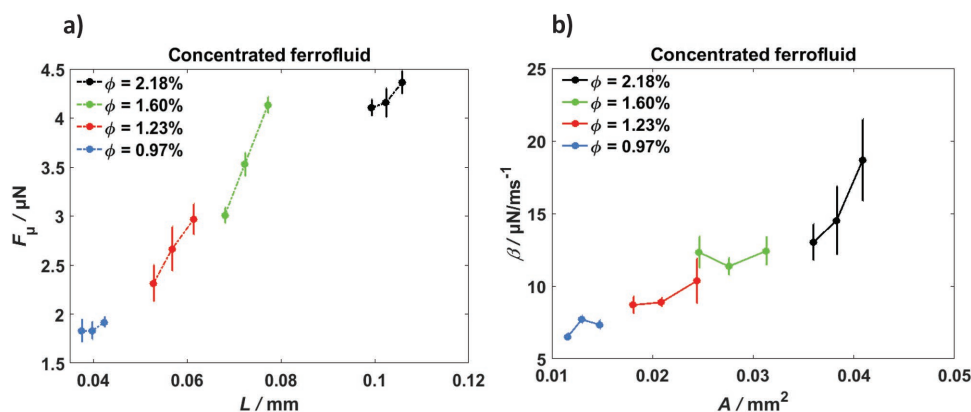 a)
Concentrated ferrofluid
ϕ = 2.18%
ϕ = 1.60%
ϕ = 1.23%
ϕ = 0.97%
4.5
4
3.5
3
2.5
2
1.5
Fμ / μN
0.04 0.06 0.08 0.1 0.12
L / mm
b)
Concentrated ferrofluid
ϕ = 2.18%
ϕ = 1.60%
ϕ = 1.23%
ϕ = 0.97%
25
20
15
10
5
β / μN/ms⁻¹
0.01 0.02 0.03 0.04 0.05
A / mm²